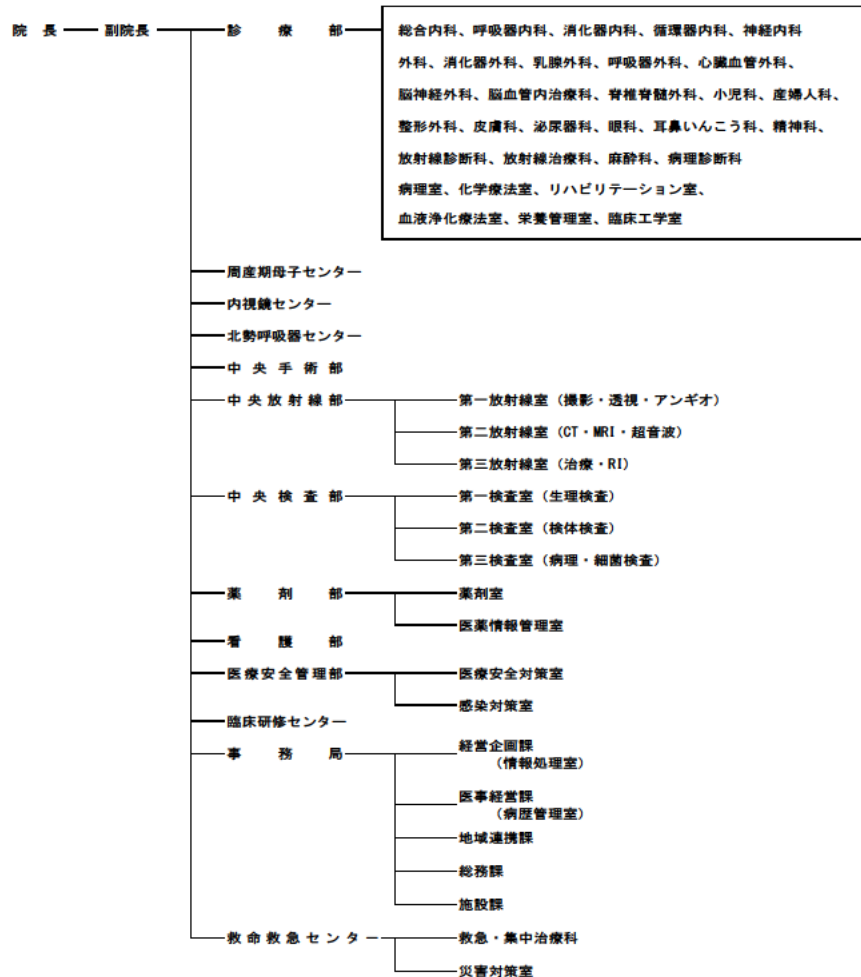 院長 副院長 診療部 総合内科、呼吸器内科、消化器内科、循環器内科、神経内科
外科、消化器外科、乳腺外科、呼吸器外科、心臓血管外科、
脳神経外科、脳血管内治療科、脊椎脊髄外科、小児科、産婦人科、
整形外科、皮膚科、泌尿器科、眼科、耳鼻いんこう科、精神科、
放射線診断科、放射線治療科、麻酔科、病理診断科
病理室、化学療法室、リハビリテーション室、
血液浄化療法室、栄養管理室、臨床工学室
周産期母子センター
内視鏡センター
北勢呼吸器センター
中央手術部
中央放射線部 第一放射線室（撮影・透視・アンギオ）
第二放射線室（CT・MRI・超音波）
第三放射線室（治療・RI）
中央検査部 第一検査室（生理検査）
第二検査室（検体検査）
第三検査室（病理・細菌検査）
薬剤部 薬剤室
医薬情報管理室
看護部
医療安全管理部 医療安全対策室
感染対策室
臨床研修センター
事務局 経営企画課
（情報処理室）
医事経営課
（病歴管理室）
地域連携課
総務課
施設課
救命救急センター 救急・集中治療科
災害対策室